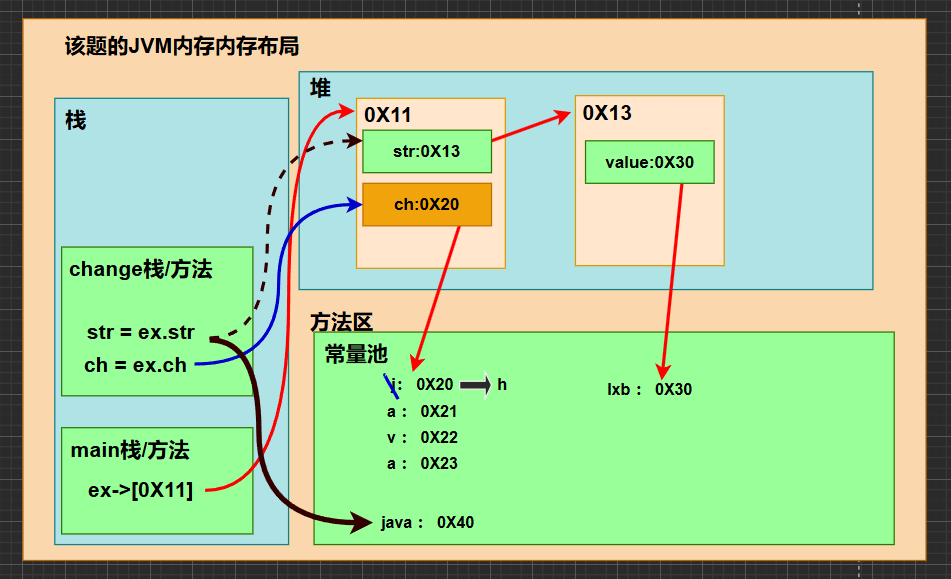 该题的JVM内存内存布局
栈
change栈/方法
str = ex.str
ch = ex.ch
main栈/方法
ex->[0X11]
堆
0X11
str:0X13
ch:0X20
0X13
value:0X30
方法区
常量池
j: 0X20 h
a: 0X21
v: 0X22
a: 0X23
java: 0X40
lxb: 0X30